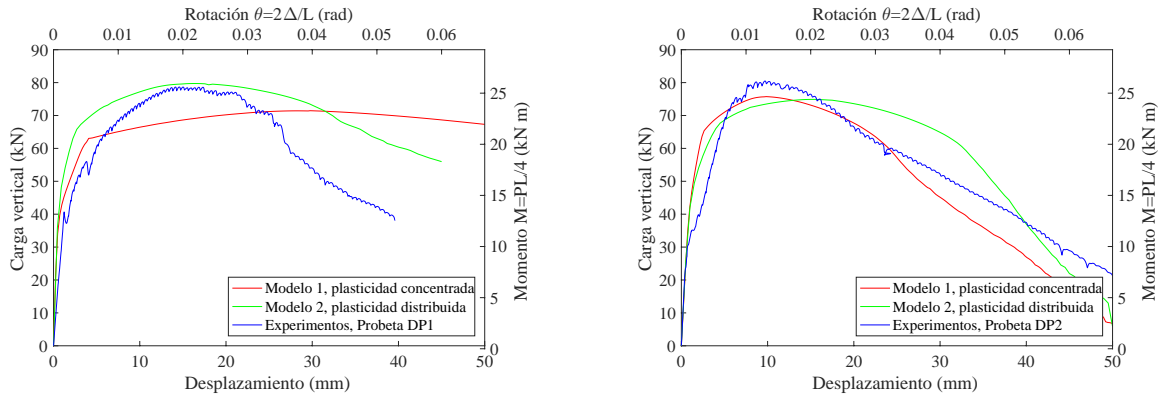 Rotación θ=2Δ/L (rad)
0 0.01 0.02 0.03 0.04 0.05 0.06
90
80
70
60
50
40
30
20
10
0
Carga vertical (kN)
25
20
15
10
5
0
Momento M=PL/4 (kN m)
Modelo 1, plasticidad concentrada
Modelo 2, plasticidad distribuida
Experimentos, Probeta DP1
0 10 20 30 40 50
Desplazamiento (mm)
Rotación θ=2Δ/L (rad)
0 0.01 0.02 0.03 0.04 0.05 0.06
90
80
70
60
50
40
30
20
10
0
Carga vertical (kN)
25
20
15
10
5
0
Momento M=PL/4 (kN m)
Modelo 1, plasticidad concentrada
Modelo 2, plasticidad distribuida
Experimentos, Probeta DP2
0 10 20 30 40 50
Desplazamiento (mm)